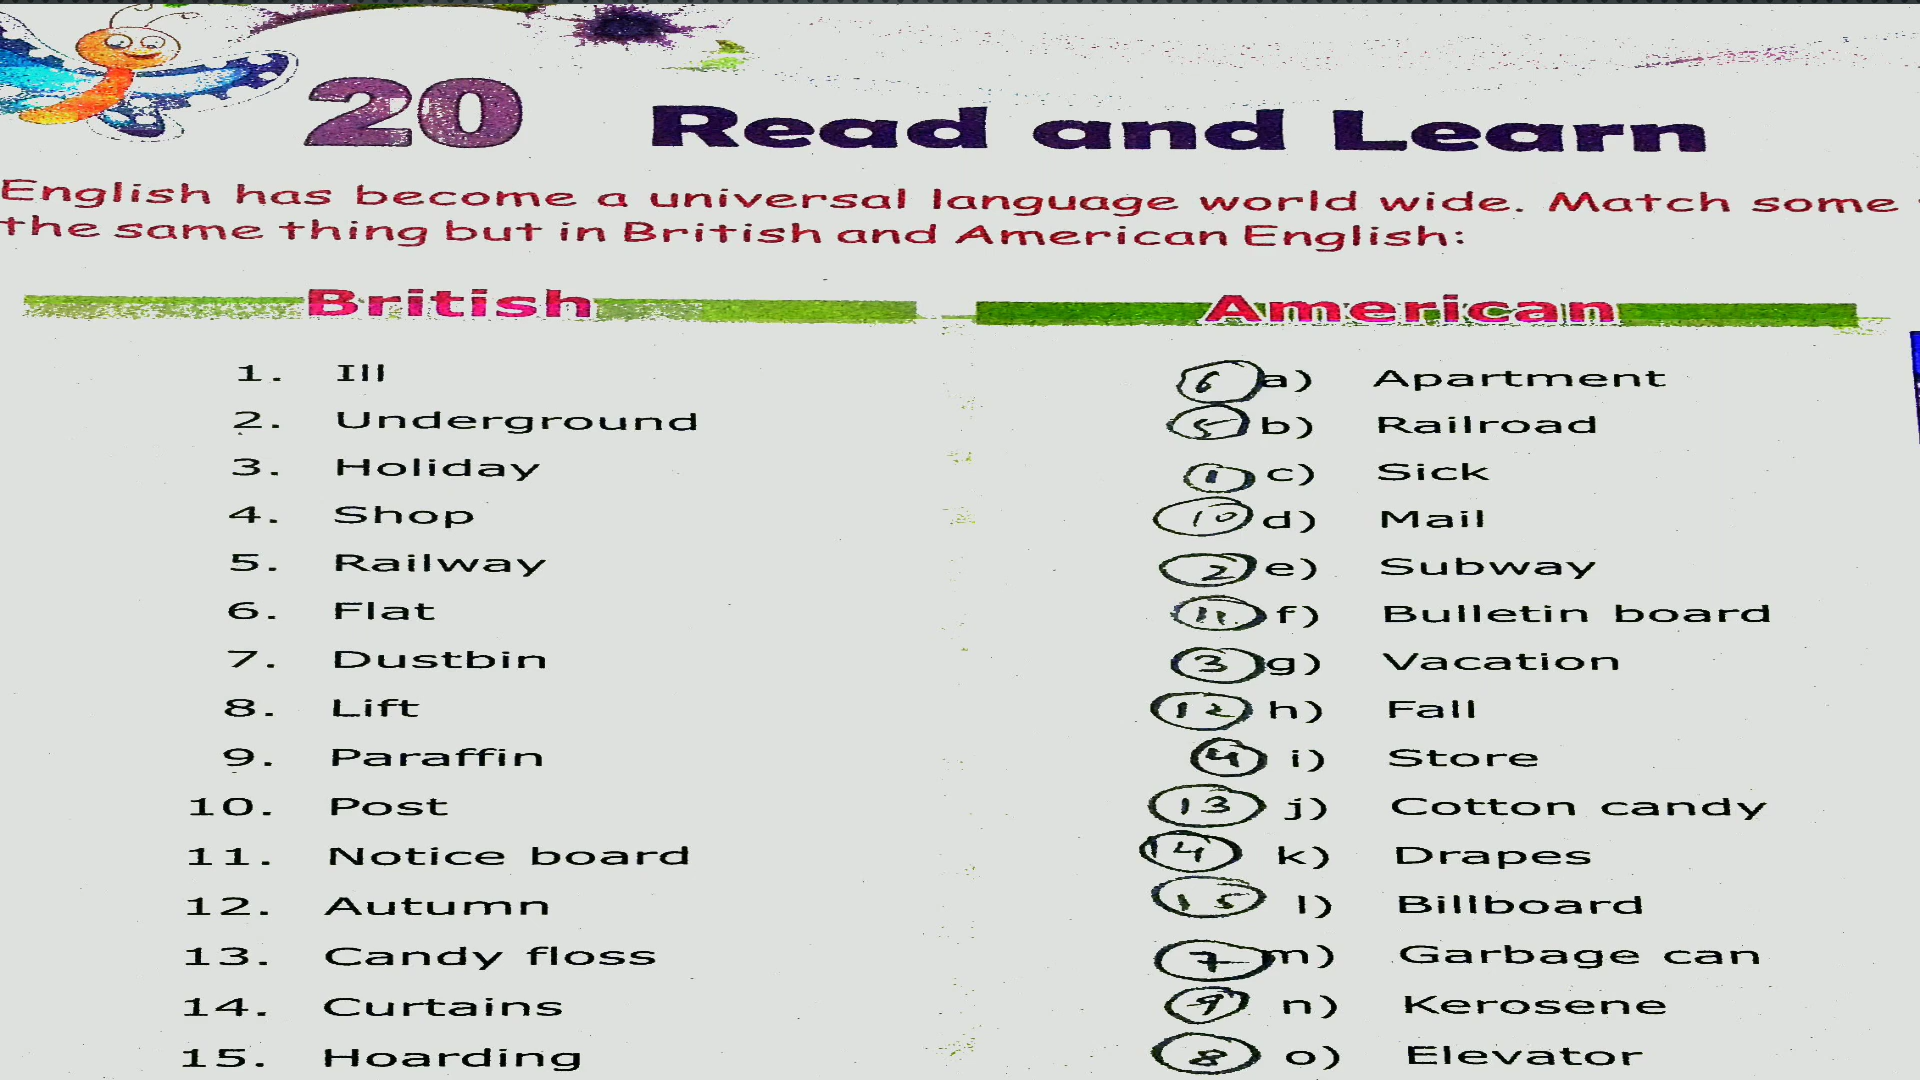 20 Read and Learn
English has become a universal language world wide. Match some
the same thing but in British and American English:
British American
1. Ill 6 a) Apartment
2. Underground 5 b) Railroad
3. Holiday 1 c) Sick
4. Shop 10 d) Mail
5. Railway 2 e) Subway
6. Flat 11 f) Bulletin board
7. Dustbin 3 g) Vacation
8. Lift 12 h) Fall
9. Paraffin 4 i) Store
10. Post 13 j) Cotton candy
11. Notice board 14 k) Drapes
12. Autumn 15 l) Billboard
13. Candy floss 7 m) Garbage can
14. Curtains 9 n) Kerosene
15. Hoarding 8 o) Elevator